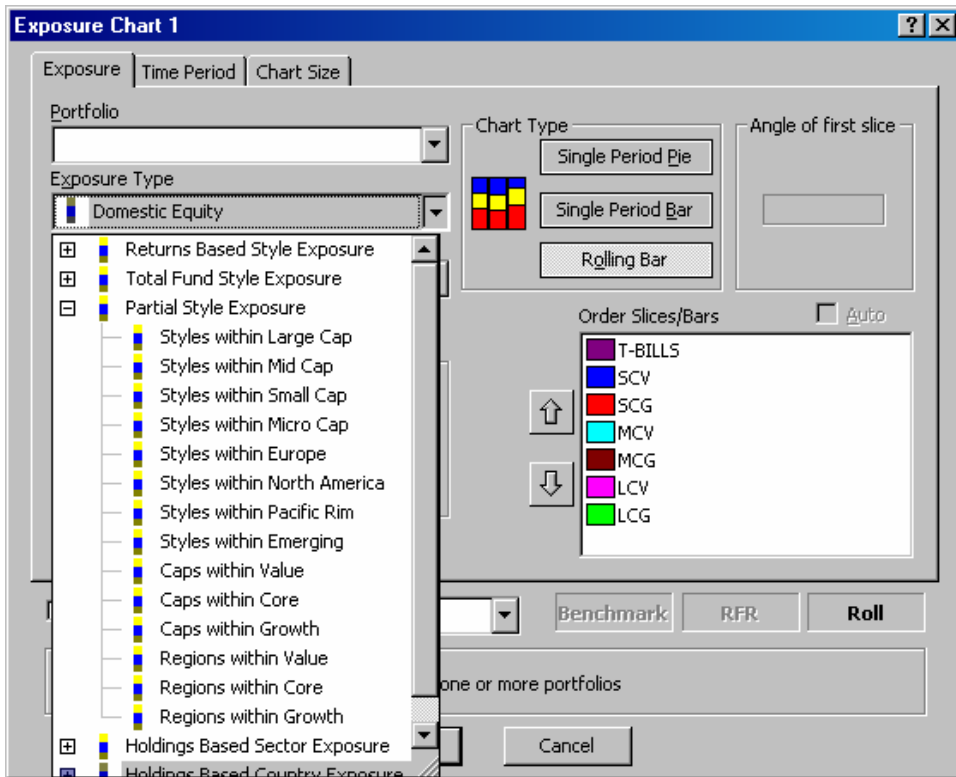 Exposure Chart 1
Exposure
Time Period
Chart Size
Portfolio
Exposure Type
Domestic Equity
Returns Based Style Exposure
Total Fund Style Exposure
Partial Style Exposure
Styles within Large Cap
Styles within Mid Cap
Styles within Small Cap
Styles within Micro Cap
Styles within Europe
Styles within North America
Styles within Pacific Rim
Styles within Emerging
Caps within Value
Caps within Core
Caps within Growth
Regions within Value
Regions within Core
Regions within Growth
Holdings Based Sector Exposure
Holdings Based Country Exposure
Chart Type
Single Period Pie
Single Period Bar
Rolling Bar
Angle of first slice
Order Slices/Bars
Auto
T-BILLS
SCV
SCG
MCV
MCG
LCV
LCG
Benchmark
RFR
Roll
one or more portfolios
Cancel